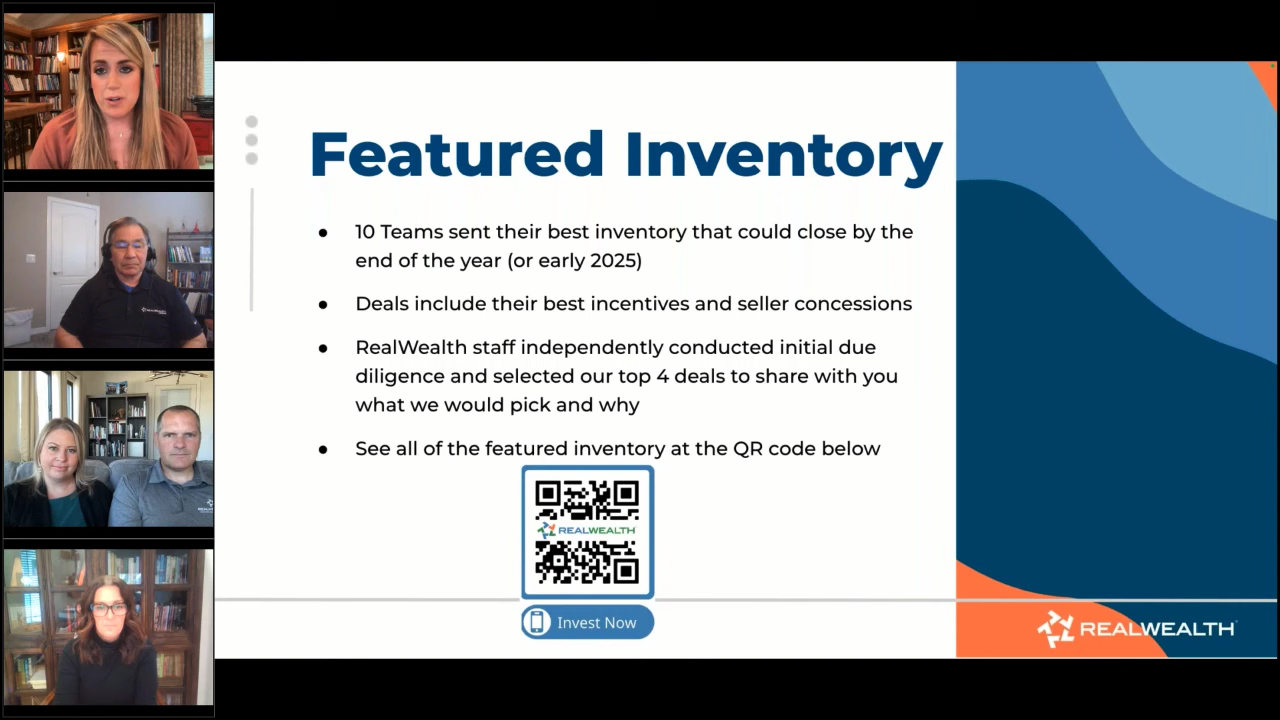 Featured Inventory
● 10 Teams sent their best inventory that could close by the
end of the year (or early 2025)
● Deals include their best incentives and seller concessions
● RealWealth staff independently conducted initial due
diligence and selected our top 4 deals to share with you
what we would pick and why
● See all of the featured inventory at the QR code below
REALWEALTH
Invest Now
REALWEALTH